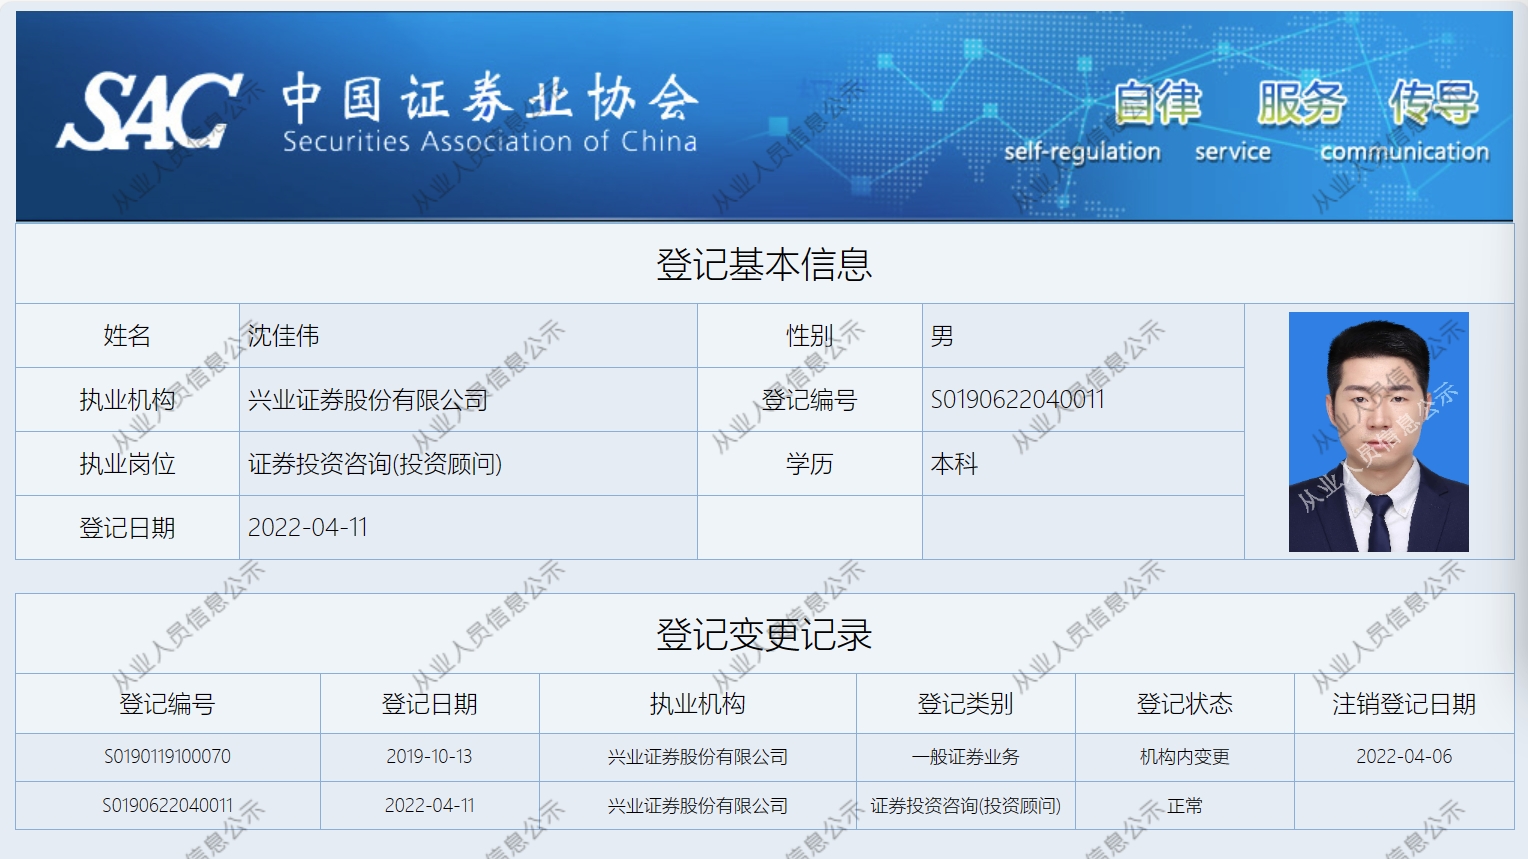 SAC 中国证券业协会
Securities Association of China
自律 服务 传导
self-regulation service communication
登记基本信息
姓名 沈佳伟 性别 男
执业机构 兴业证券股份有限公司 登记编号 S0190622040011
执业岗位 证券投资咨询(投资顾问) 学历 本科
登记日期 2022-04-11
从业人员信息公示
登记变更记录
登记编号 登记日期 执业机构 登记类别 登记状态 注销登记日期
S0190119100070 2019-10-13 兴业证券股份有限公司 一般证券业务 机构内变更 2022-04-06
S0190622040011 2022-04-11 兴业证券股份有限公司 证券投资咨询(投资顾问) 正常